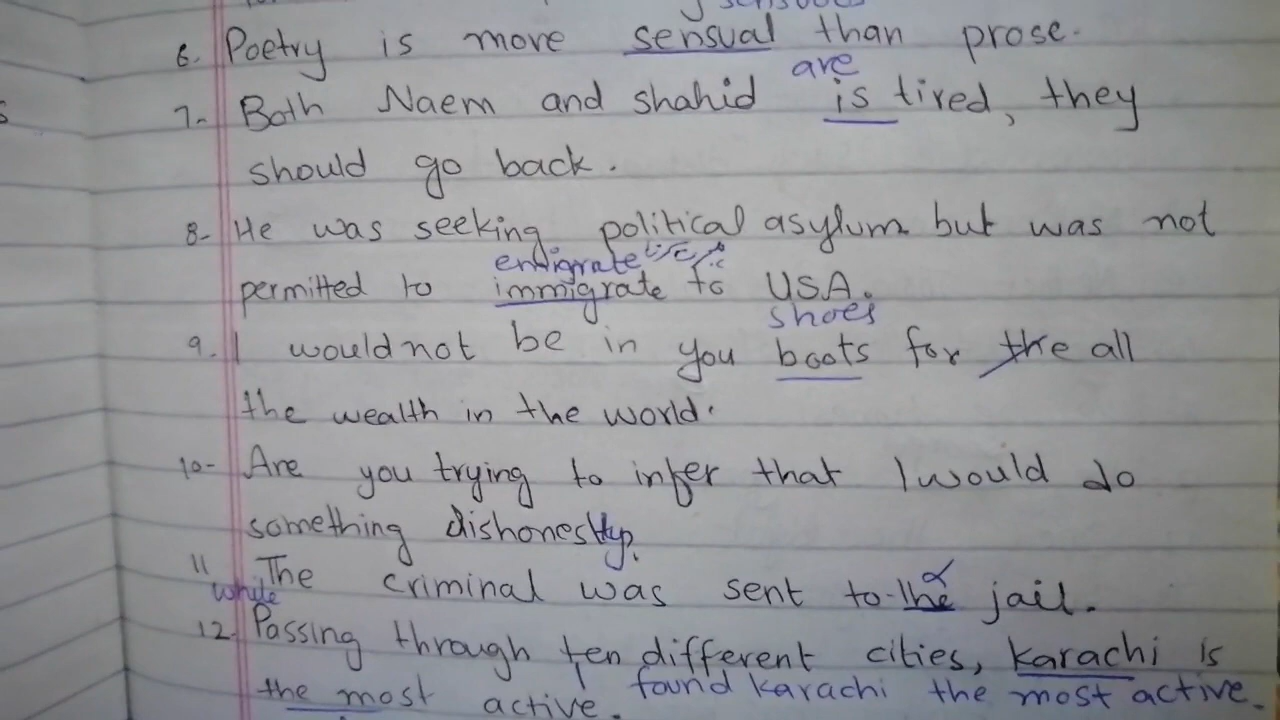 6. Poetry is more sensual than prose.
are
7- Both Naem and shahid is tired, they
should go back.
8- He was seeking political asylum but was not
emigrate
permitted to immigrate to USA.
shoes
9. I would not be in you boots for the all
the wealth in the world.
10- Are you trying to infer that I would do
something dishonestly.
11 The criminal was sent to the jail.
while
12. Passing through ten different cities, karachi is
found karachi the most active.
the most active.